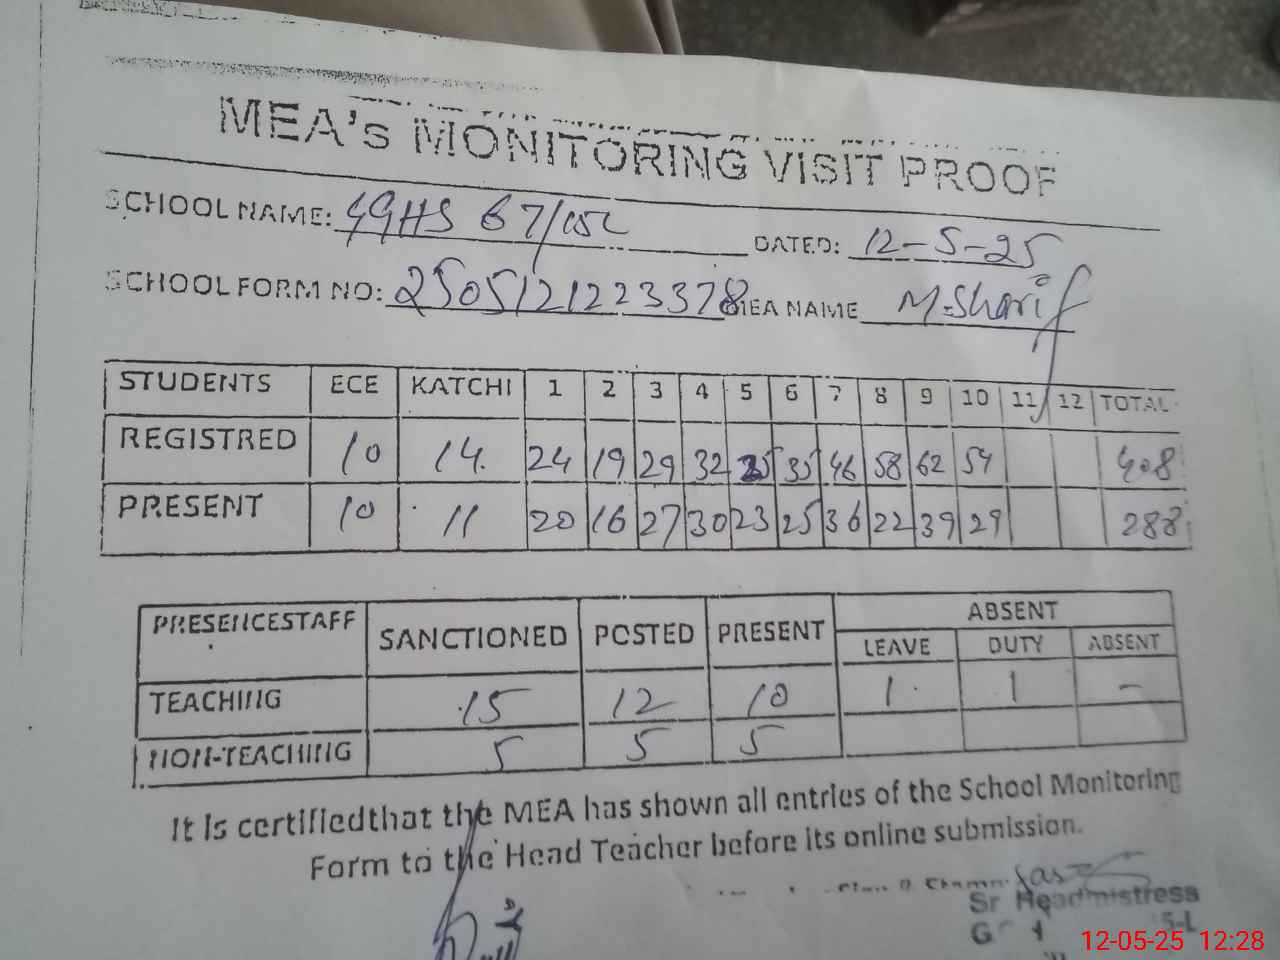 MEA's MONITORING VISIT PROOF
SCHOOL NAME: GGHS 67/15L DATED: 12-5-25
SCHOOL FORM NO: 2505121223378 MEA NAME M. Sharif
STUDENTS ECE KATCHI 1 2 3 4 5 6 7 8 9 10 11 12 TOTAL
REGISTRED 10 14 24 19 29 32 25 35 46 58 62 54 408
PRESENT 10 11 20 16 27 30 23 25 36 22 39 29 288
PRESENCESTAFF SANCTIONED POSTED PRESENT ABSENT
LEAVE DUTY ABSENT
TEACHING 15 12 10 1 1 -
NON-TEACHING 5 5 5
It is certifiedthat the MEA has shown all entries of the School Monitoring
Form to the Head Teacher before its online submission.
Sr Headmistress
12-05-25 12:28